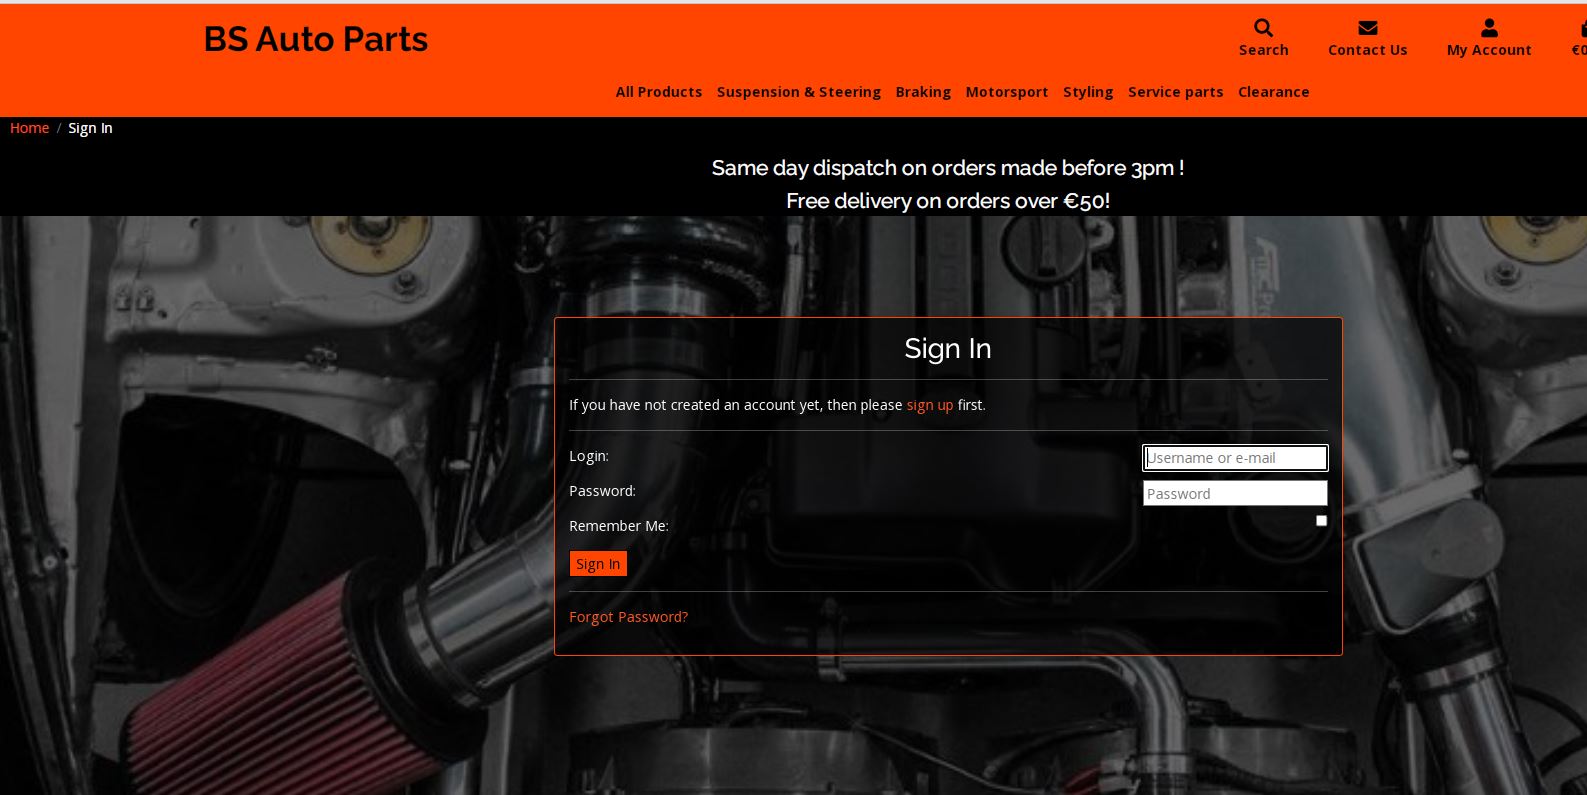 BS Auto Parts
Search
Contact Us
My Account
All Products Suspension & Steering Braking Motorsport Styling Service parts Clearance
Home / Sign In
Same day dispatch on orders made before 3pm !
Free delivery on orders over €50!
Sign In
If you have not created an account yet, then please sign up first.
Login: Username or e-mail
Password: Password
Remember Me:
Sign In
Forgot Password?